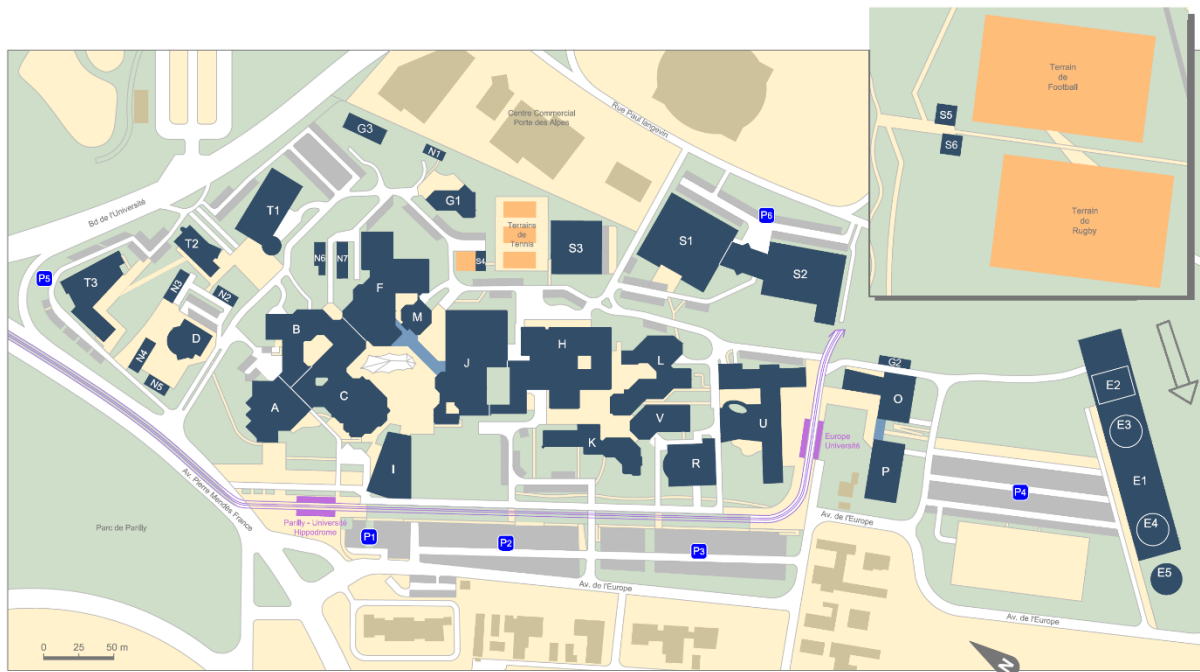 Terrain
de
Football
S5
S6
Terrain
de
Rugby
Centre Commercial
Porte des Alpes
Rue Paul langevin
G3
N1
G1
T1
Bd de l'Université
Terrains
de
Tennis
P6
S3
S1
S2
S4
T2
N6
N7
P5
T3
N3
N2
F
M
B
D
N4
N5
J
H
L
G2
E2
O
A
C
V
U
E3
K
Europe
Université
I
R
P
E1
P4
Av. Pierre Mendès France
Parc de Parilly
Parilly - Université
Hippodrome
Av. de l'Europe
E4
P1
P2
P3
E5
Av. de l'Europe
Av. de l'Europe
0 25 50 m
N